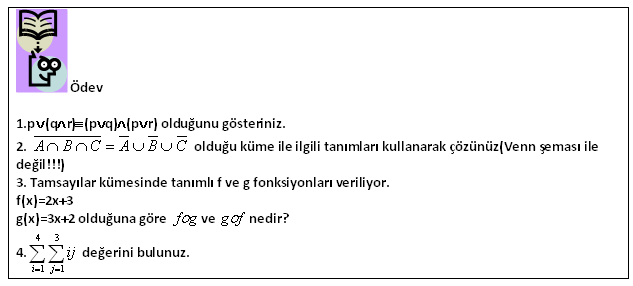 Ödev
1.p∨(q∧r)≡(p∨q)∧(p∨r) olduğunu gösteriniz.
2. $\overline{A \cap B \cap C} = \overline{A} \cup \overline{B} \cup \overline{C}$ olduğu küme ile ilgili tanımları kullanarak çözünüz(Venn şeması ile
değil!!!)
3. Tamsayılar kümesinde tanımlı f ve g fonksiyonları veriliyor.
f(x)=2x+3
g(x)=3x+2 olduğuna göre fog ve gof nedir?
4. $\sum_{i=1}^{4} \sum_{j=1}^{3} ij$ değerini bulunuz.